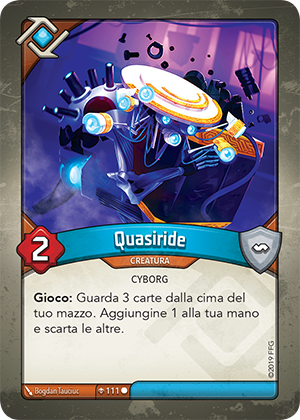 2
Quasiride
CREATURA
CYBORG
Gioco: Guarda 3 carte dalla cima del
tuo mazzo. Aggiungine 1 alla tua mano
e scarta le altre.
©2019 FFG
Bogdan Tauciuc
111